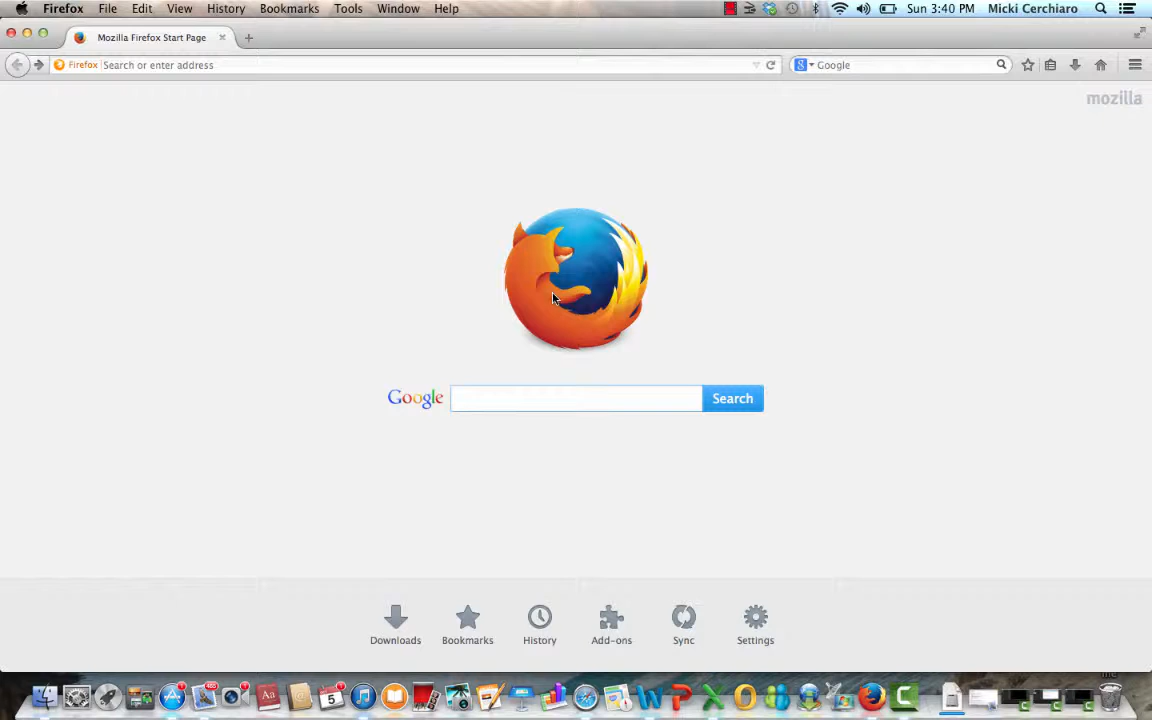 Firefox File Edit View History Bookmarks Tools Window Help Sun 3:40 PM Micki Cerchiaro
Mozilla Firefox Start Page
Firefox Search or enter address Google
mozilla
Google Search
Downloads Bookmarks History Add-ons Sync Settings